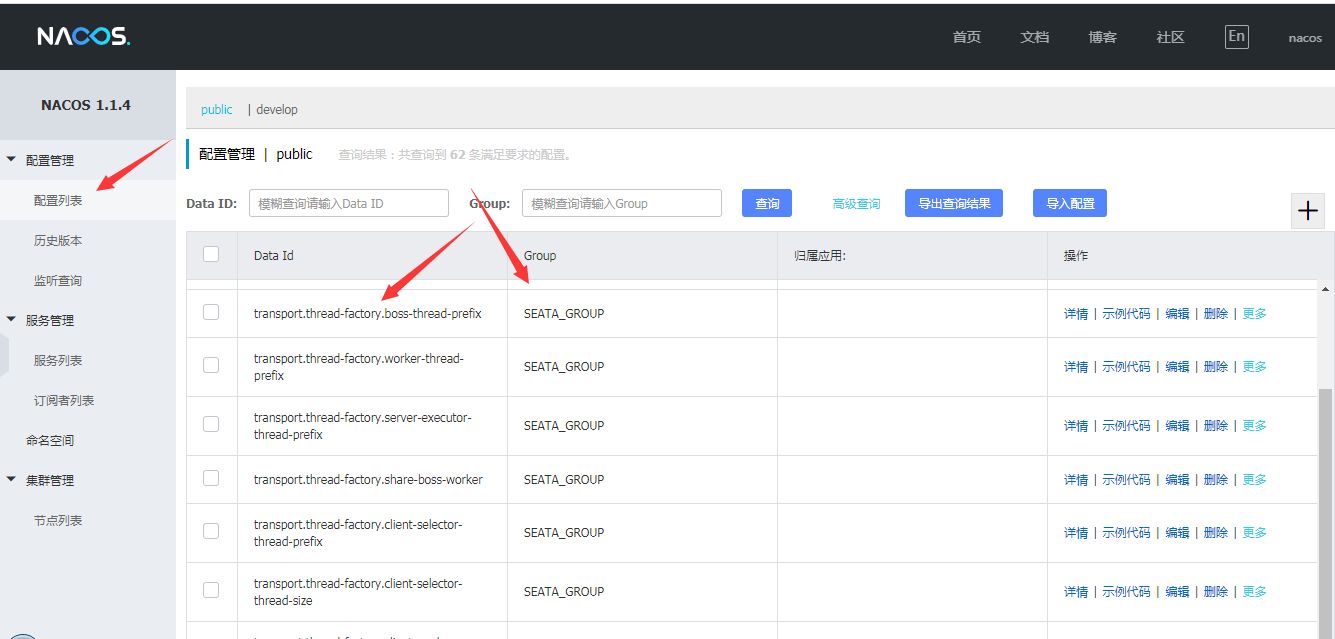 NACOS.
首页 文档 博客 社区 En nacos
NACOS 1.1.4
配置管理
配置列表
历史版本
监听查询
服务管理
服务列表
订阅者列表
命名空间
集群管理
节点列表
public | develop
配置管理 | public 查询结果：共查询到 62 条满足要求的配置。
Data ID: 模糊查询请输入Data ID Group: 模糊查询请输入Group 查询 高级查询 导出查询结果 导入配置
Data Id Group 归属应用: 操作
transport.thread-factory.boss-thread-prefix SEATA_GROUP 详情 | 示例代码 | 编辑 | 删除 | 更多
transport.thread-factory.worker-thread-
prefix SEATA_GROUP 详情 | 示例代码 | 编辑 | 删除 | 更多
transport.thread-factory.server-executor-
thread-prefix SEATA_GROUP 详情 | 示例代码 | 编辑 | 删除 | 更多
transport.thread-factory.share-boss-worker SEATA_GROUP 详情 | 示例代码 | 编辑 | 删除 | 更多
transport.thread-factory.client-selector-
thread-prefix SEATA_GROUP 详情 | 示例代码 | 编辑 | 删除 | 更多
transport.thread-factory.client-selector-
thread-size SEATA_GROUP 详情 | 示例代码 | 编辑 | 删除 | 更多